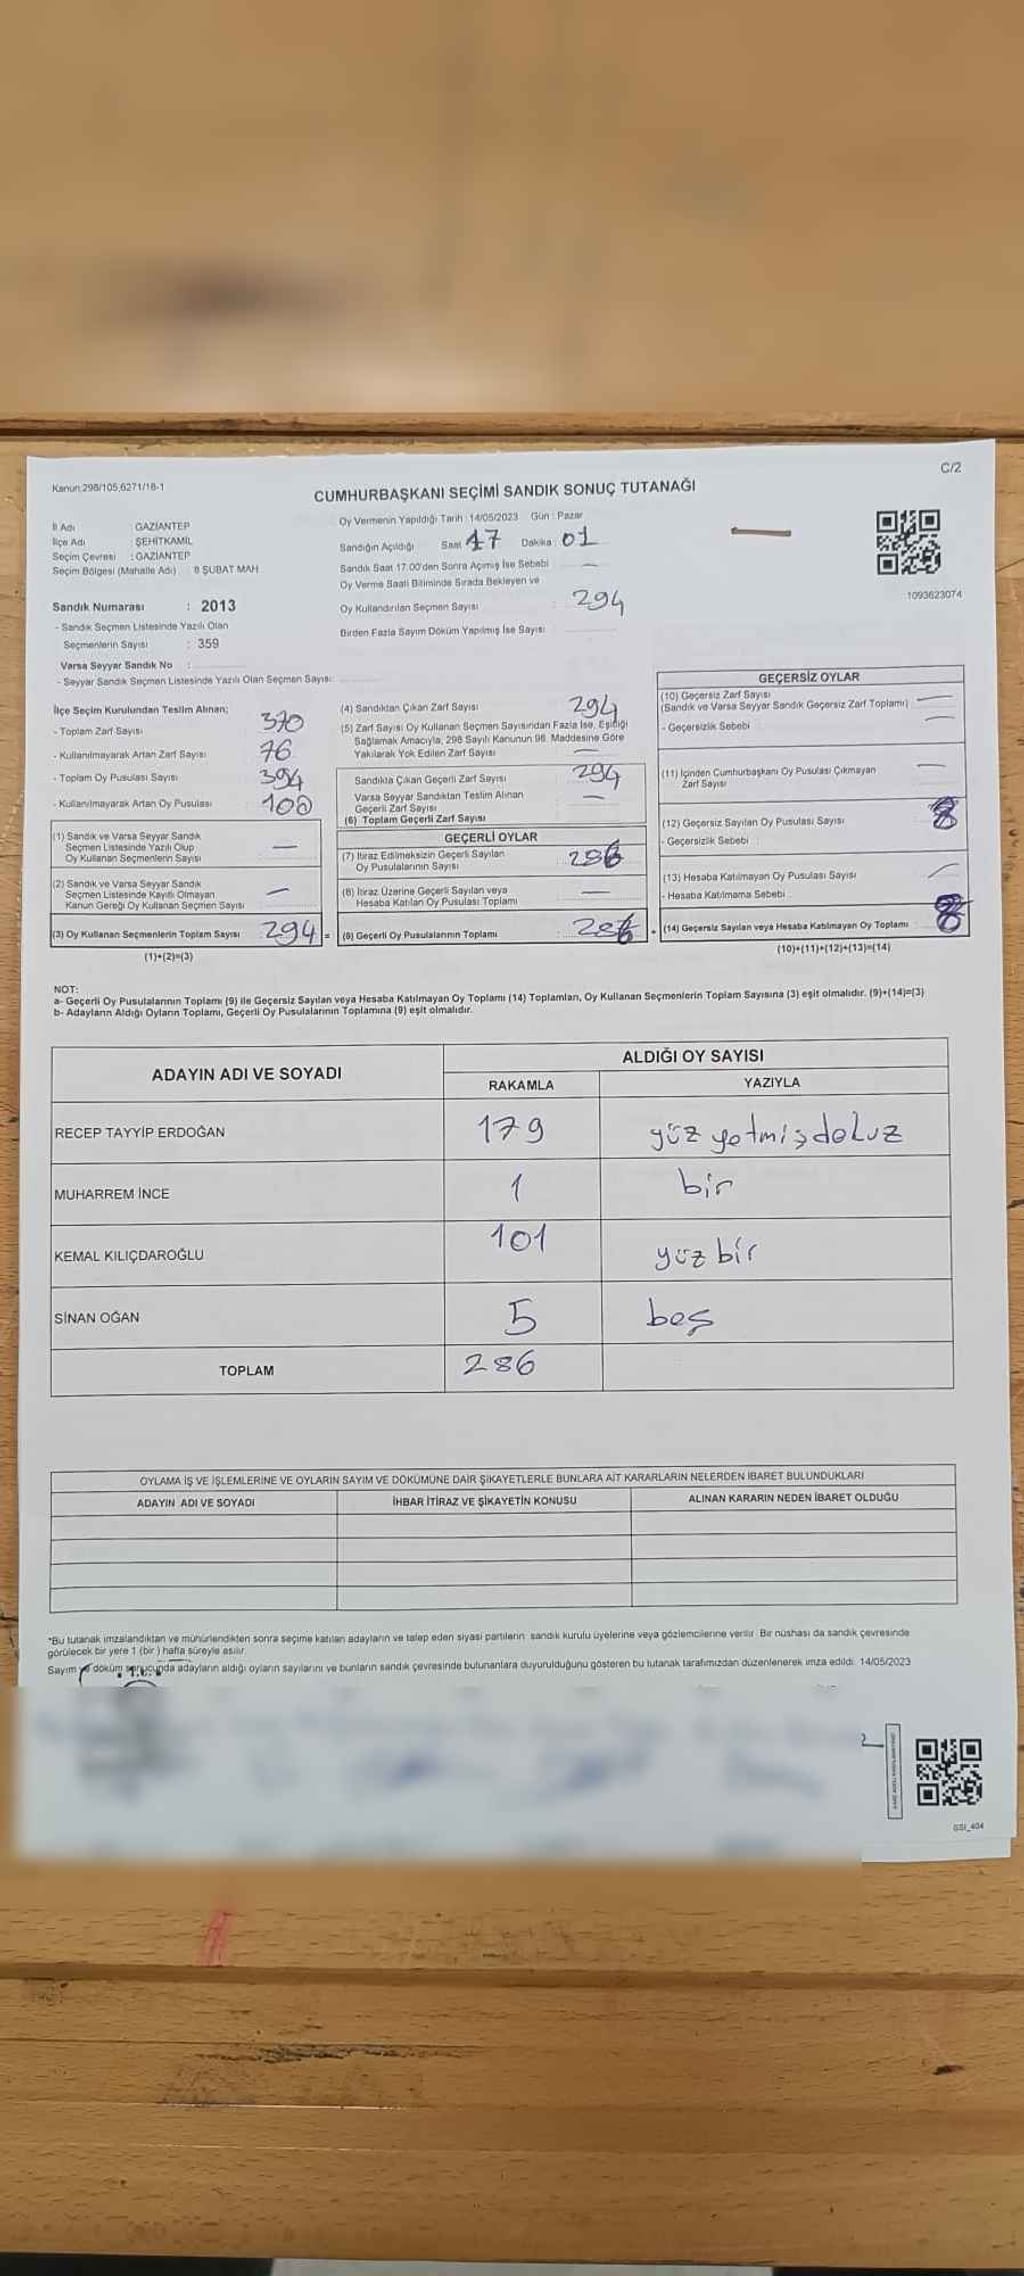 C/2
Kanun:298/105,6271/18-1
CUMHURBAŞKANI SEÇİMİ SANDIK SONUÇ TUTANAĞI
İl Adı : GAZİANTEP
İlçe Adı : ŞEHİTKAMİL
Seçim Çevresi : GAZİANTEP
Seçim Bölgesi (Mahalle Adı) 8 ŞUBAT MAH.
Sandık Numarası : 2013
- Sandık Seçmen Listesinde Yazılı Olan
Seçmenlerin Sayısı : 359
Varsa Seyyar Sandık No :
- Seyyar Sandık Seçmen Listesinde Yazılı Olan Seçmen Sayısı:
Oy Vermenin Yapıldığı Tarih :14/05/2023 Gün : Pazar
Sandığın Açıldığı Saat 17 Dakika : 01
Sandık Saat 17:00'den Sonra Açımış İse Sebebi —
Oy Verme Saati Bitiminde Sırada Bekleyen ve
Oy Kullandırılan Seçmen Sayısı : 294
Birden Fazla Sayım Döküm Yapılmış İse Sayısı:
1093623074
İlçe Seçim Kurulundan Teslim Alınan;
- Toplam Zarf Sayısı 370
- Kullanılmayarak Artan Zarf Sayısı 76
- Toplam Oy Pusulası Sayısı 394
- Kullanılmayarak Artan Oy Pusulası 100
(1) Sandık ve Varsa Seyyar Sandık
Seçmen Listesinde Yazılı Olup
Oy Kullanan Seçmenlerin Sayısı —
(2) Sandık ve Varsa Seyyar Sandık
Seçmen Listesinde Kayıtlı Olmayan
Kanun Gereği Oy Kullanan Seçmen Sayısı —
(3) Oy Kullanan Seçmenlerin Toplam Sayısı 294 =
(1)+(2)=(3)
(4) Sandıktan Çıkan Zarf Sayısı 294
(5) Zarf Sayısı Oy Kullanan Seçmen Sayısından Fazla İse, Eşitliği
Sağlamak Amacıyla, 298 Sayılı Kanunun 98. Maddesine Göre
Yakılarak Yok Edilen Zarf Sayısı —
Sandıkta Çıkan Geçerli Zarf Sayısı 294
Varsa Seyyar Sandıktan Teslim Alınan
Geçerli Zarf Sayısı —
(6) Toplam Geçerli Zarf Sayısı
GEÇERLİ OYLAR
(7) İtiraz Edilmeksizin Geçerli Sayılan
Oy Pusulalarının Sayısı 286
(8) İtiraz Üzerine Geçerli Sayılan veya
Hesaba Katılan Oy Pusulası Toplamı —
(9) Geçerli Oy Pusulalarının Toplamı : 286 +
GEÇERSİZ OYLAR
(10) Geçersiz Zarf Sayısı
(Sandık ve Varsa Seyyar Sandık Geçersiz Zarf Toplamı) —
- Geçersizlik Sebebi : —
(11) İçinden Cumhurbaşkanı Oy Pusulası Çıkmayan
Zarf Sayısı —
(12) Geçersiz Sayılan Oy Pusulası Sayısı 8
- Geçersizlik Sebebi :
(13) Hesaba Katılmayan Oy Pusulası Sayısı —
- Hesaba Katılmama Sebebi
(14) Geçersiz Sayılan veya Hesaba Katılmayan Oy Toplamı 8
(10)+(11)+(12)+(13)=(14)
NOT:
a- Geçerli Oy Pusulalarının Toplamı (9) ile Geçersiz Sayılan veya Hesaba Katılmayan Oy Toplamı (14) Toplamları, Oy Kullanan Seçmenlerin Toplam Sayısına (3) eşit olmalıdır. (9)+(14)=(3)
b- Adayların Aldığı Oyların Toplamı, Geçerli Oy Pusulalarının Toplamına (9) eşit olmalıdır.
ADAYIN ADI VE SOYADI
ALDIĞI OY SAYISI
RAKAMLA YAZIYLA
RECEP TAYYİP ERDOĞAN 179 yüz yetmişdokuz
MUHARREM İNCE 1 bir
KEMAL KILIÇDAROĞLU 101 yüz bir
SİNAN OĞAN 5 beş
TOPLAM 286
OYLAMA İŞ VE İŞLEMLERİNE VE OYLARIN SAYIM VE DÖKÜMÜNE DAİR ŞİKAYETLERLE BUNLARA AİT KARARLARIN NELERDEN İBARET BULUNDUKLARI
ADAYIN ADI VE SOYADI İHBAR İTİRAZ VE ŞİKAYETİN KONUSU ALINAN KARARIN NEDEN İBARET OLDUĞU
*Bu tutanak imzalandıktan ve mühürlendikten sonra seçime katılan adayların ve talep eden siyasi partilerin sandık kurulu üyelerine veya gözlemcilerine verilir. Bir nüshası da sandık çevresinde
görülecek bir yere 1 (bir) hafta süreyle asılır.
Sayım ve döküm sonucunda adayların aldığı oyların sayılarını ve bunların sandık çevresinde bulunanlara duyurulduğunu gösteren bu tutanak tarafımızdan düzenlenerek imza edildi. 14/05/2023
T.C.
GSI_404